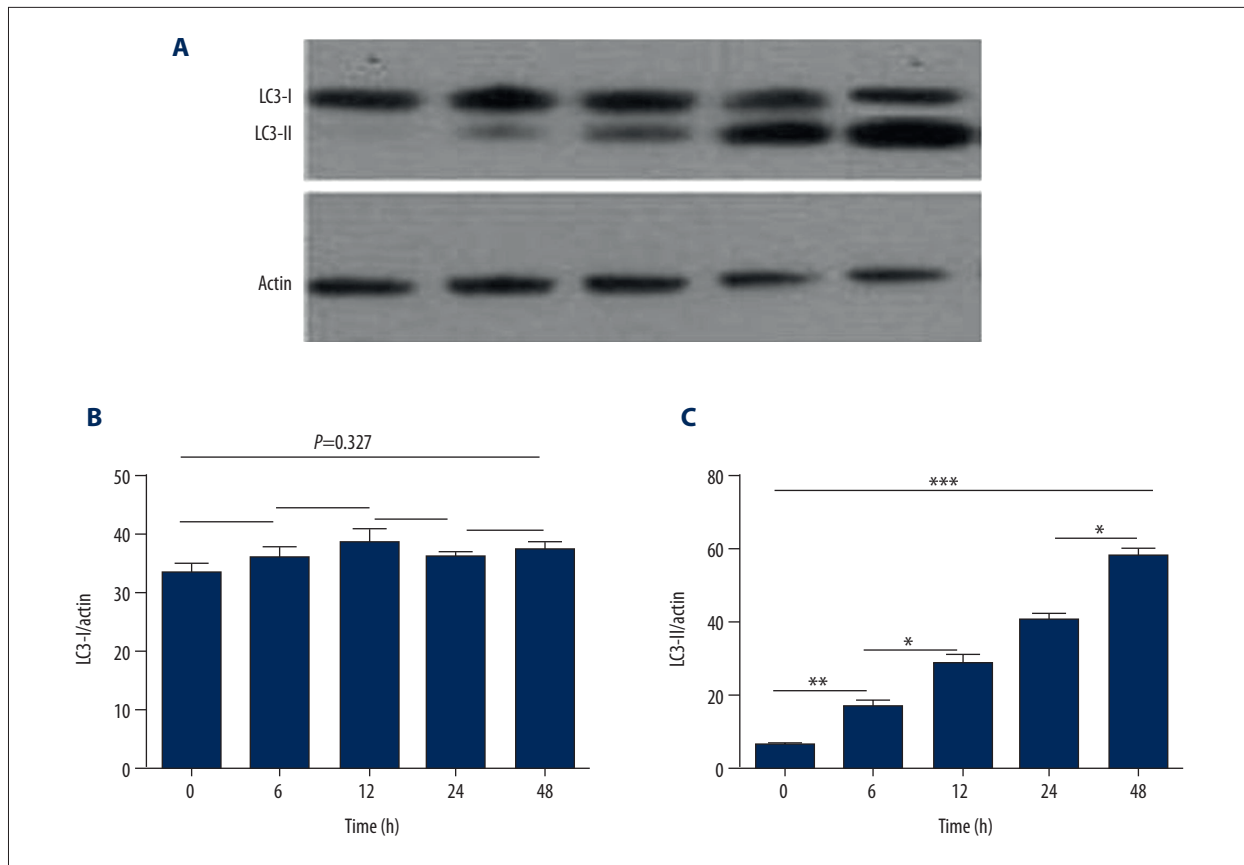 A
LC3-I
LC3-II
Actin
B
P=0.327
50
40
30
20
10
0
LC3-I/actin
0 6 12 24 48
Time (h)
C
80
60
40
20
0
LC3-II/actin
***
*
*
**
0 6 12 24 48
Time (h)